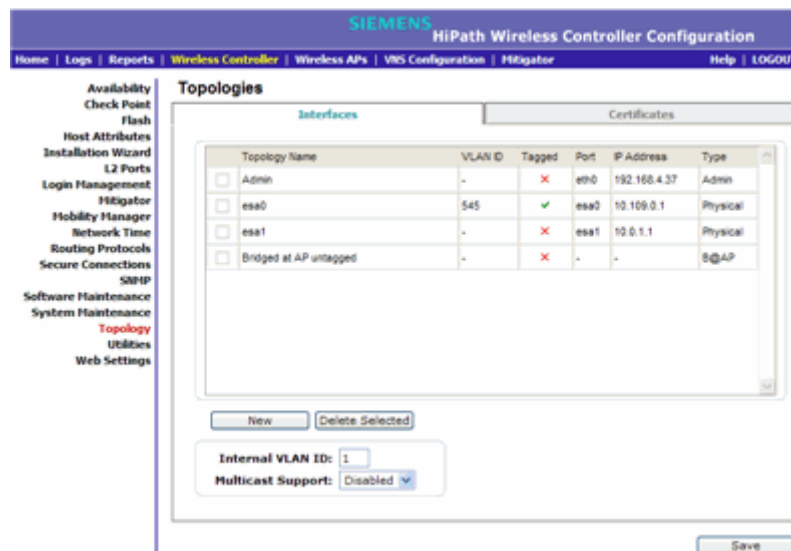 SIEMENS
HiPath Wireless Controller Configuration
Home | Logs | Reports | Wireless Controller | Wireless APs | VNS Configuration | Mitigator Help | LOGOU
Availability
Check Point
Flash
Host Attributes
Installation Wizard
L2 Ports
Login Management
Mitigator
Mobility Manager
Network Time
Routing Protocols
Secure Connections
SNMP
Software Maintenance
System Maintenance
Topology
Utilities
Web Settings
Topologies
Interfaces Certificates
Topology Name VLAN ID Tagged Port IP Address Type
Admin - eth0 192.168.4.37 Admin
esa0 545 esa0 10.109.0.1 Physical
esa1 - esa1 10.0.1.1 Physical
Bridged at AP untagged - - - B@AP
New Delete Selected
Internal VLAN ID: 1
Multicast Support: Disabled
Save